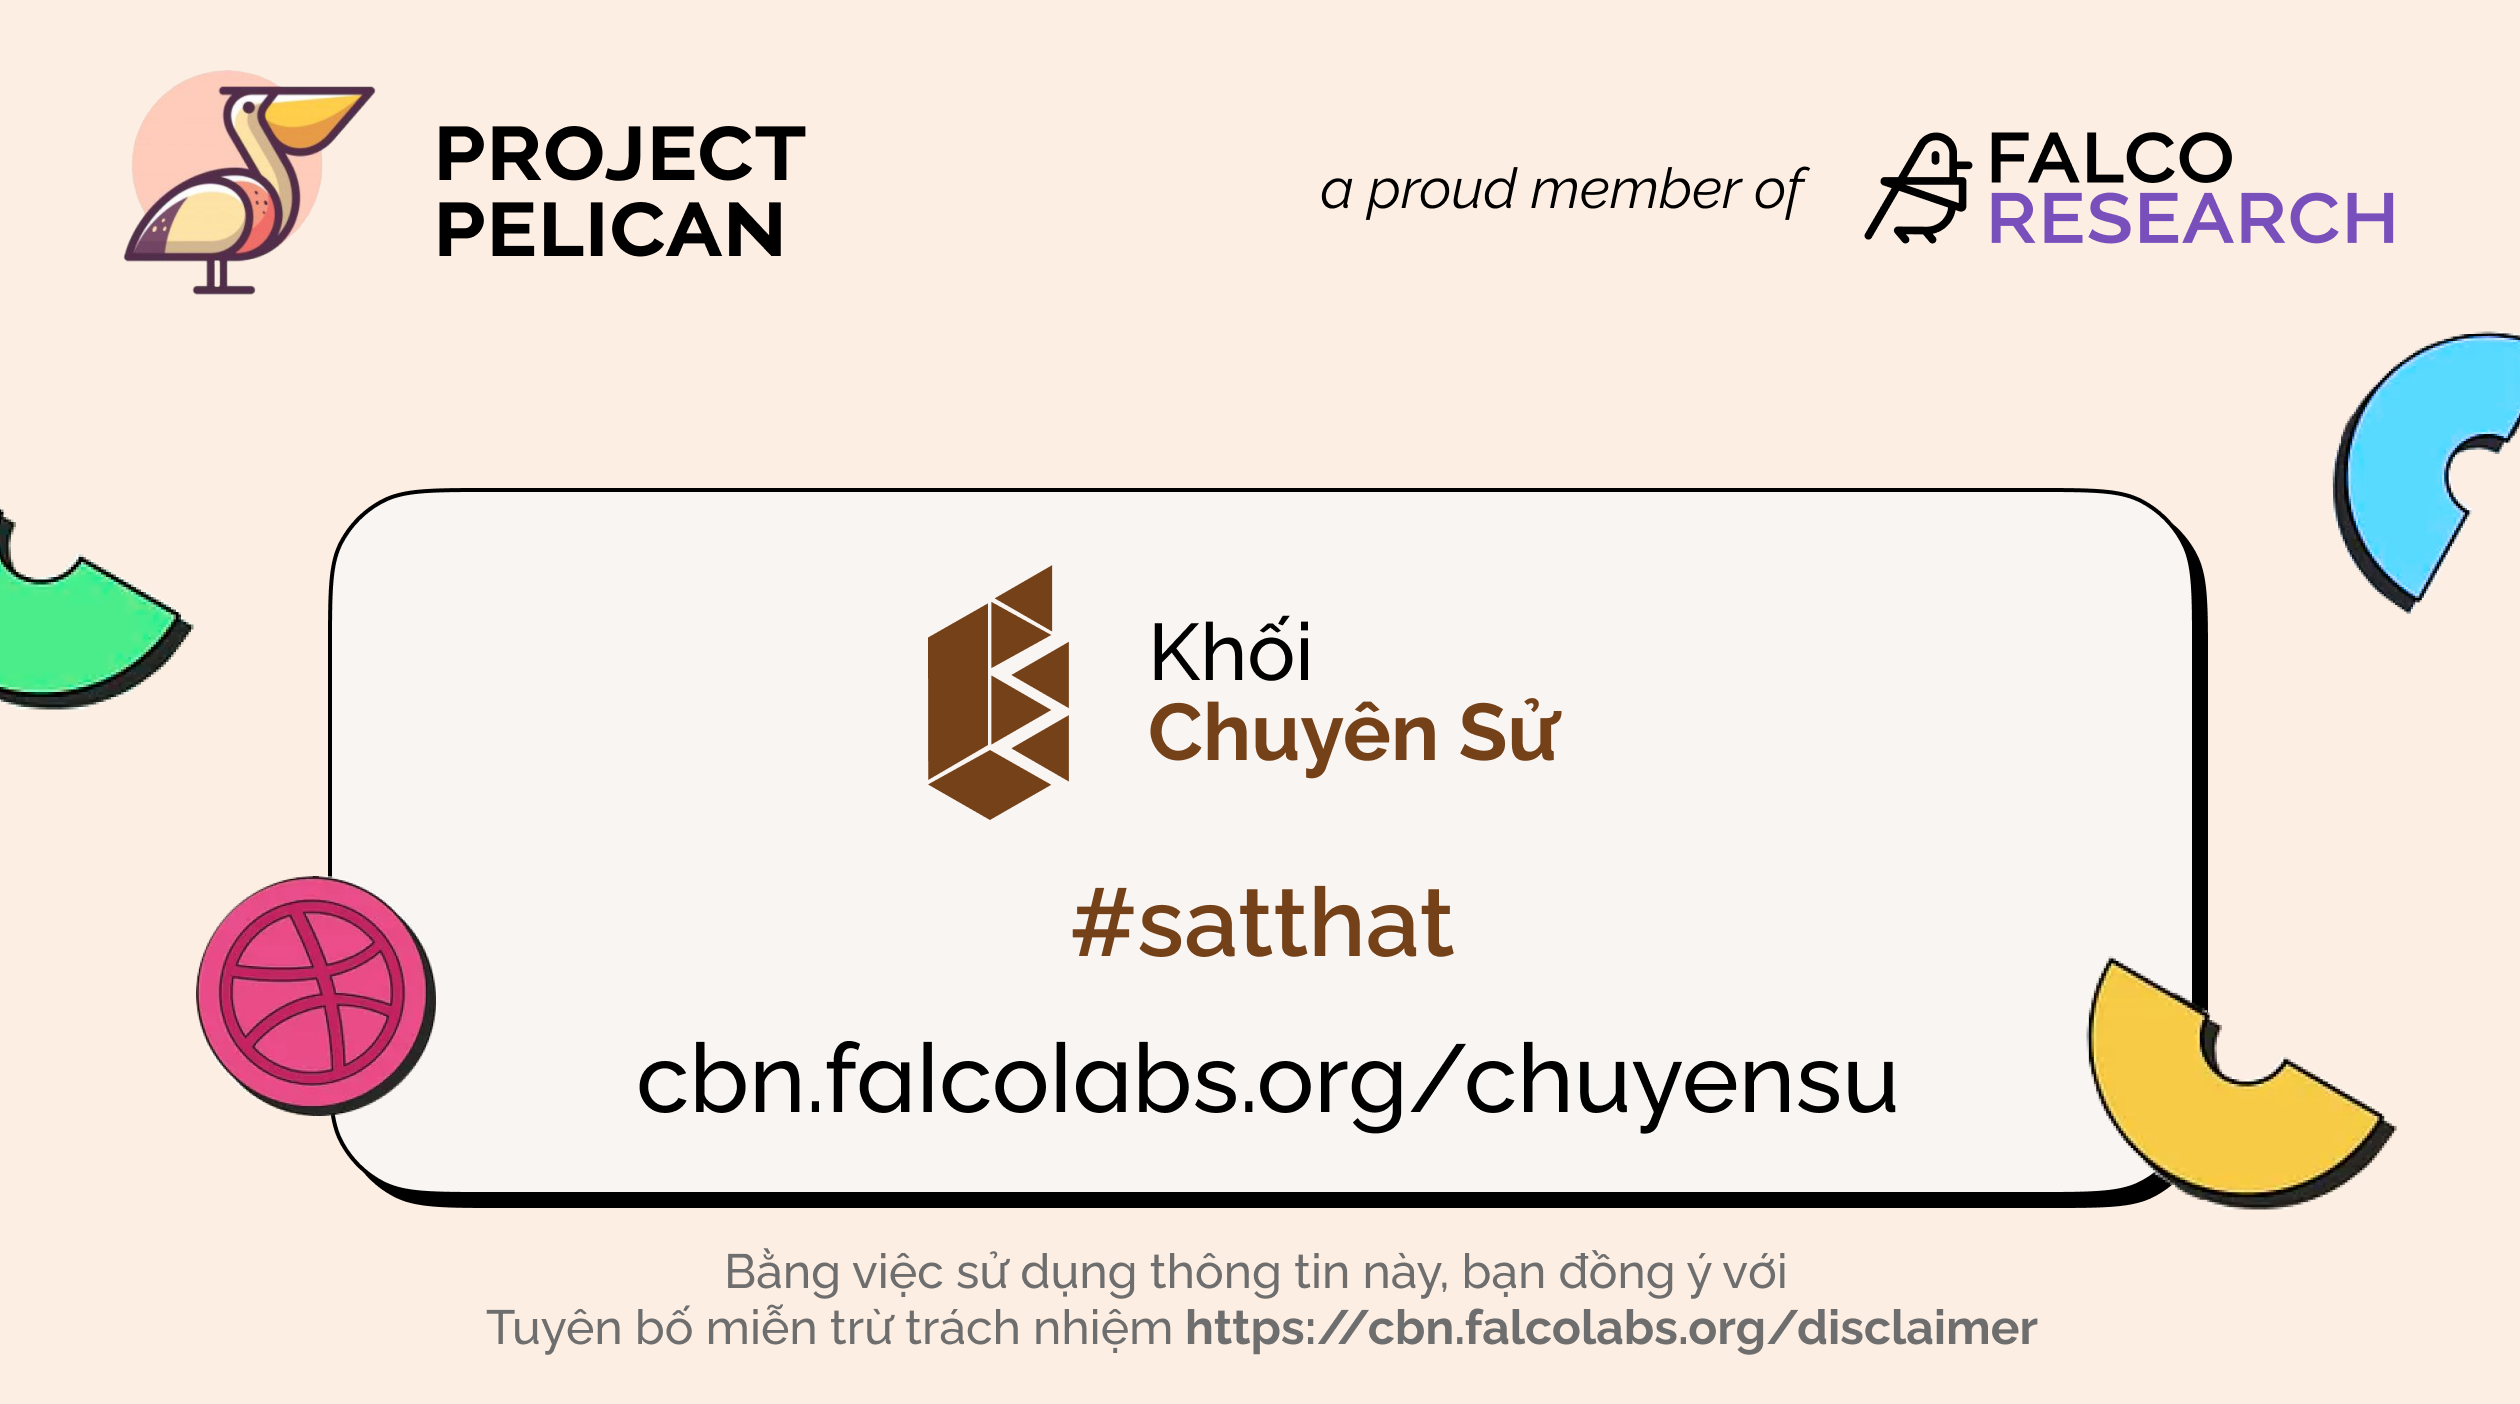 PROJECT
PELICAN
a proud member of
FALCO
RESEARCH
Khối
Chuyên Sử
#satthat
cbn.falcolabs.org/chuyensu
Bằng việc sử dụng thông tin này, bạn đồng ý với
Tuyên bố miễn trừ trách nhiệm https://cbn.falcolabs.org/disclaimer